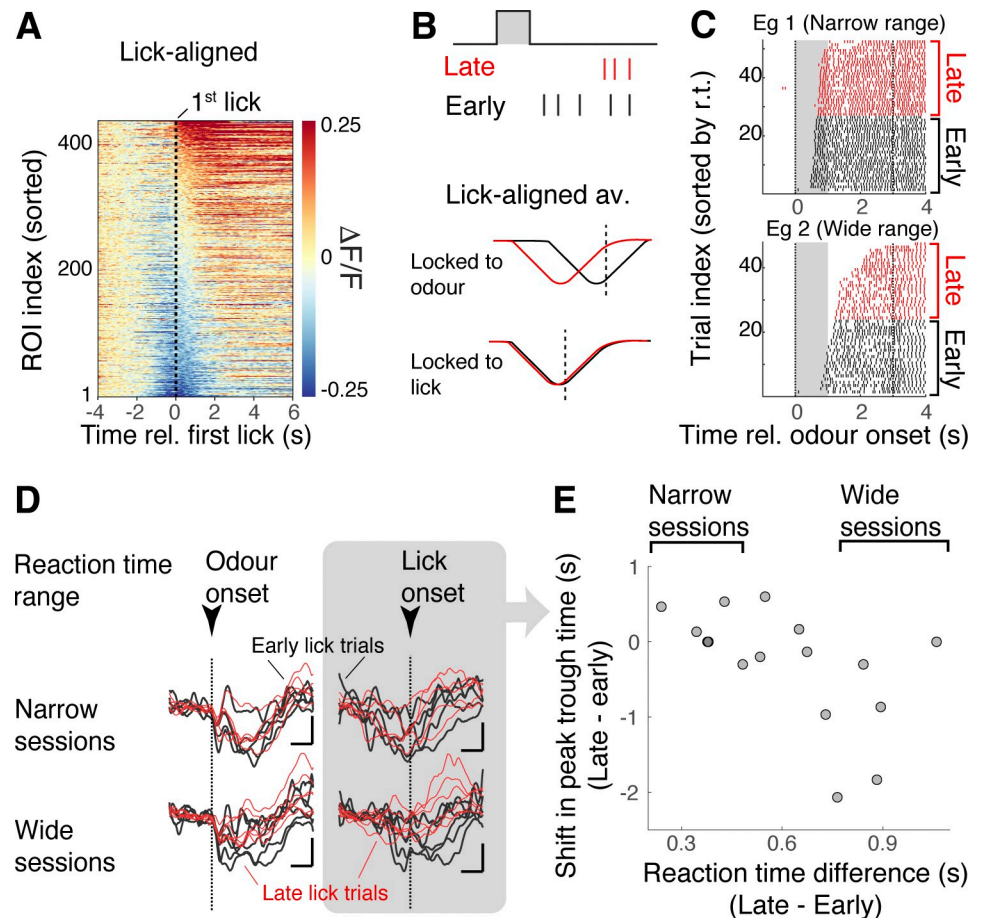 A
Lick-aligned
1st lick
ROI index (sorted)
400
200
1
-4 -2 0 2 4 6
Time rel. first lick (s)
0.25
0
-0.25
ΔF/F
B
Late
Early
Lick-aligned av.
Locked to
odour
Locked to
lick
C
Eg 1 (Narrow range)
40
20
Late
Early
0 2 4
Eg 2 (Wide range)
40
20
Late
Early
0 2 4
Trial index (sorted by r.t.)
Time rel. odour onset (s)
D
Reaction time
range
Odour
onset
Lick
onset
Early lick trials
Narrow
sessions
Wide
sessions
Late lick trials
E
Narrow
sessions
Wide
sessions
Shift in peak trough time (s)
(Late - early)
1
0
-1
-2
0.3 0.6 0.9
Reaction time difference (s)
(Late - Early)